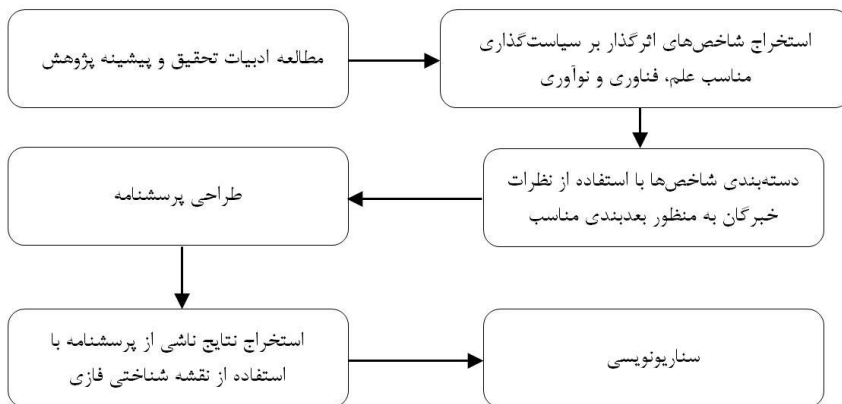 مطالعه ادبیات تحقیق و پیشینه پژوهش
استخراج شاخص‌های اثرگذار بر سیاست‌گذاری
مناسب علم، فناوری و نوآوری
دسته‌بندی شاخص‌ها با استفاده از نظرات
خبرگان به منظور بعدبندی مناسب
طراحی پرسشنامه
استخراج نتایج ناشی از پرسشنامه با
استفاده از نقشه شناختی فازی
سناریونویسی